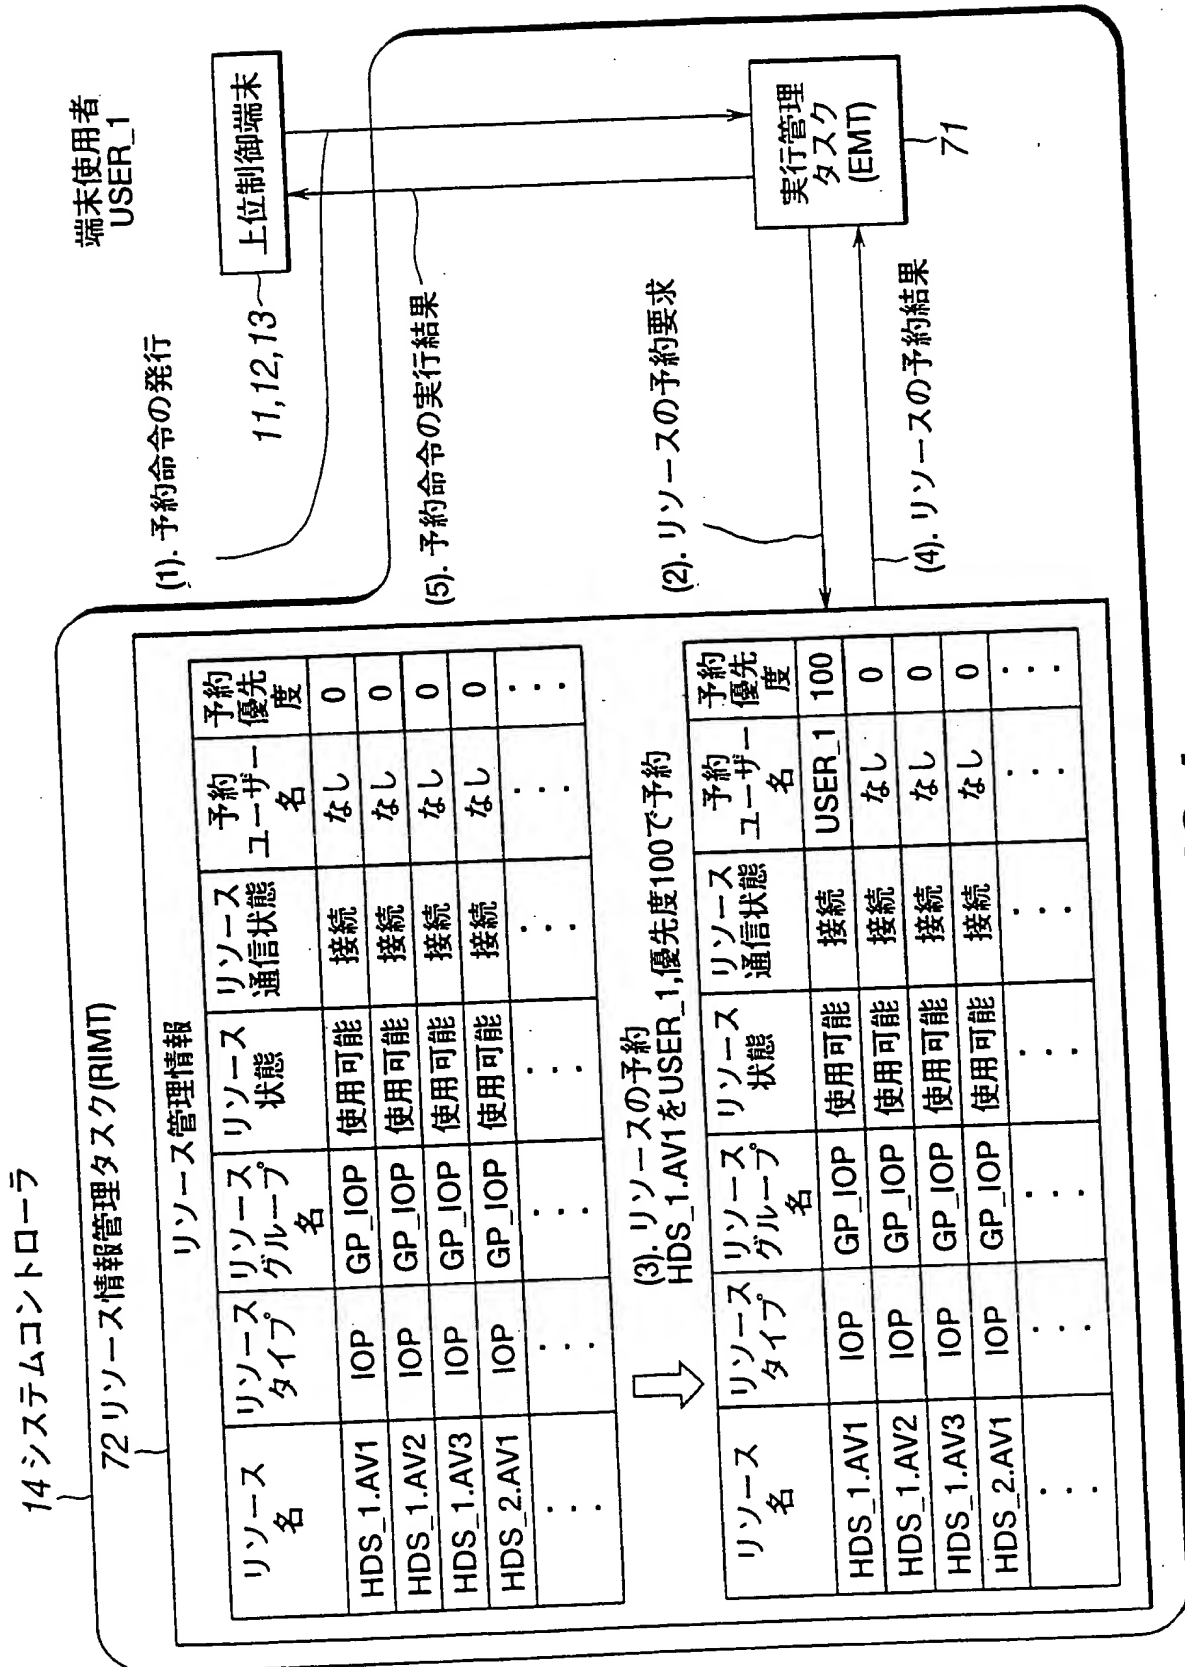 14 システムコントローラ
72 リソース情報管理タスク(RIMT)
リソース管理情報
リソース名 リソースタイプ リソースグループ名 リソース状態 リソース通信状態 予約ユーザー名 予約優先度
HDS_1.AV1 IOP GP_IOP 使用可能 接続 なし 0
HDS_1.AV2 IOP GP_IOP 使用可能 接続 なし 0
HDS_1.AV3 IOP GP_IOP 使用可能 接続 なし 0
HDS_2.AV1 IOP GP_IOP 使用可能 接続 なし 0
... ... ... ... ... ... ...
(3). リソースの予約
HDS_1.AV1をUSER_1,優先度100で予約
リソース名 リソースタイプ リソースグループ名 リソース状態 リソース通信状態 予約ユーザー名 予約優先度
HDS_1.AV1 IOP GP_IOP 使用可能 接続 USER_1 100
HDS_1.AV2 IOP GP_IOP 使用可能 接続 なし 0
HDS_1.AV3 IOP GP_IOP 使用可能 接続 なし 0
HDS_2.AV1 IOP GP_IOP 使用可能 接続 なし 0
... ... ... ... ... ... ...
端末使用者
USER_1
上位制御端末
11,12,13
(1). 予約命令の発行
(5). 予約命令の実行結果
(2). リソースの予約要求
(4). リソースの予約結果
実行管理
タスク
(EMT)
71